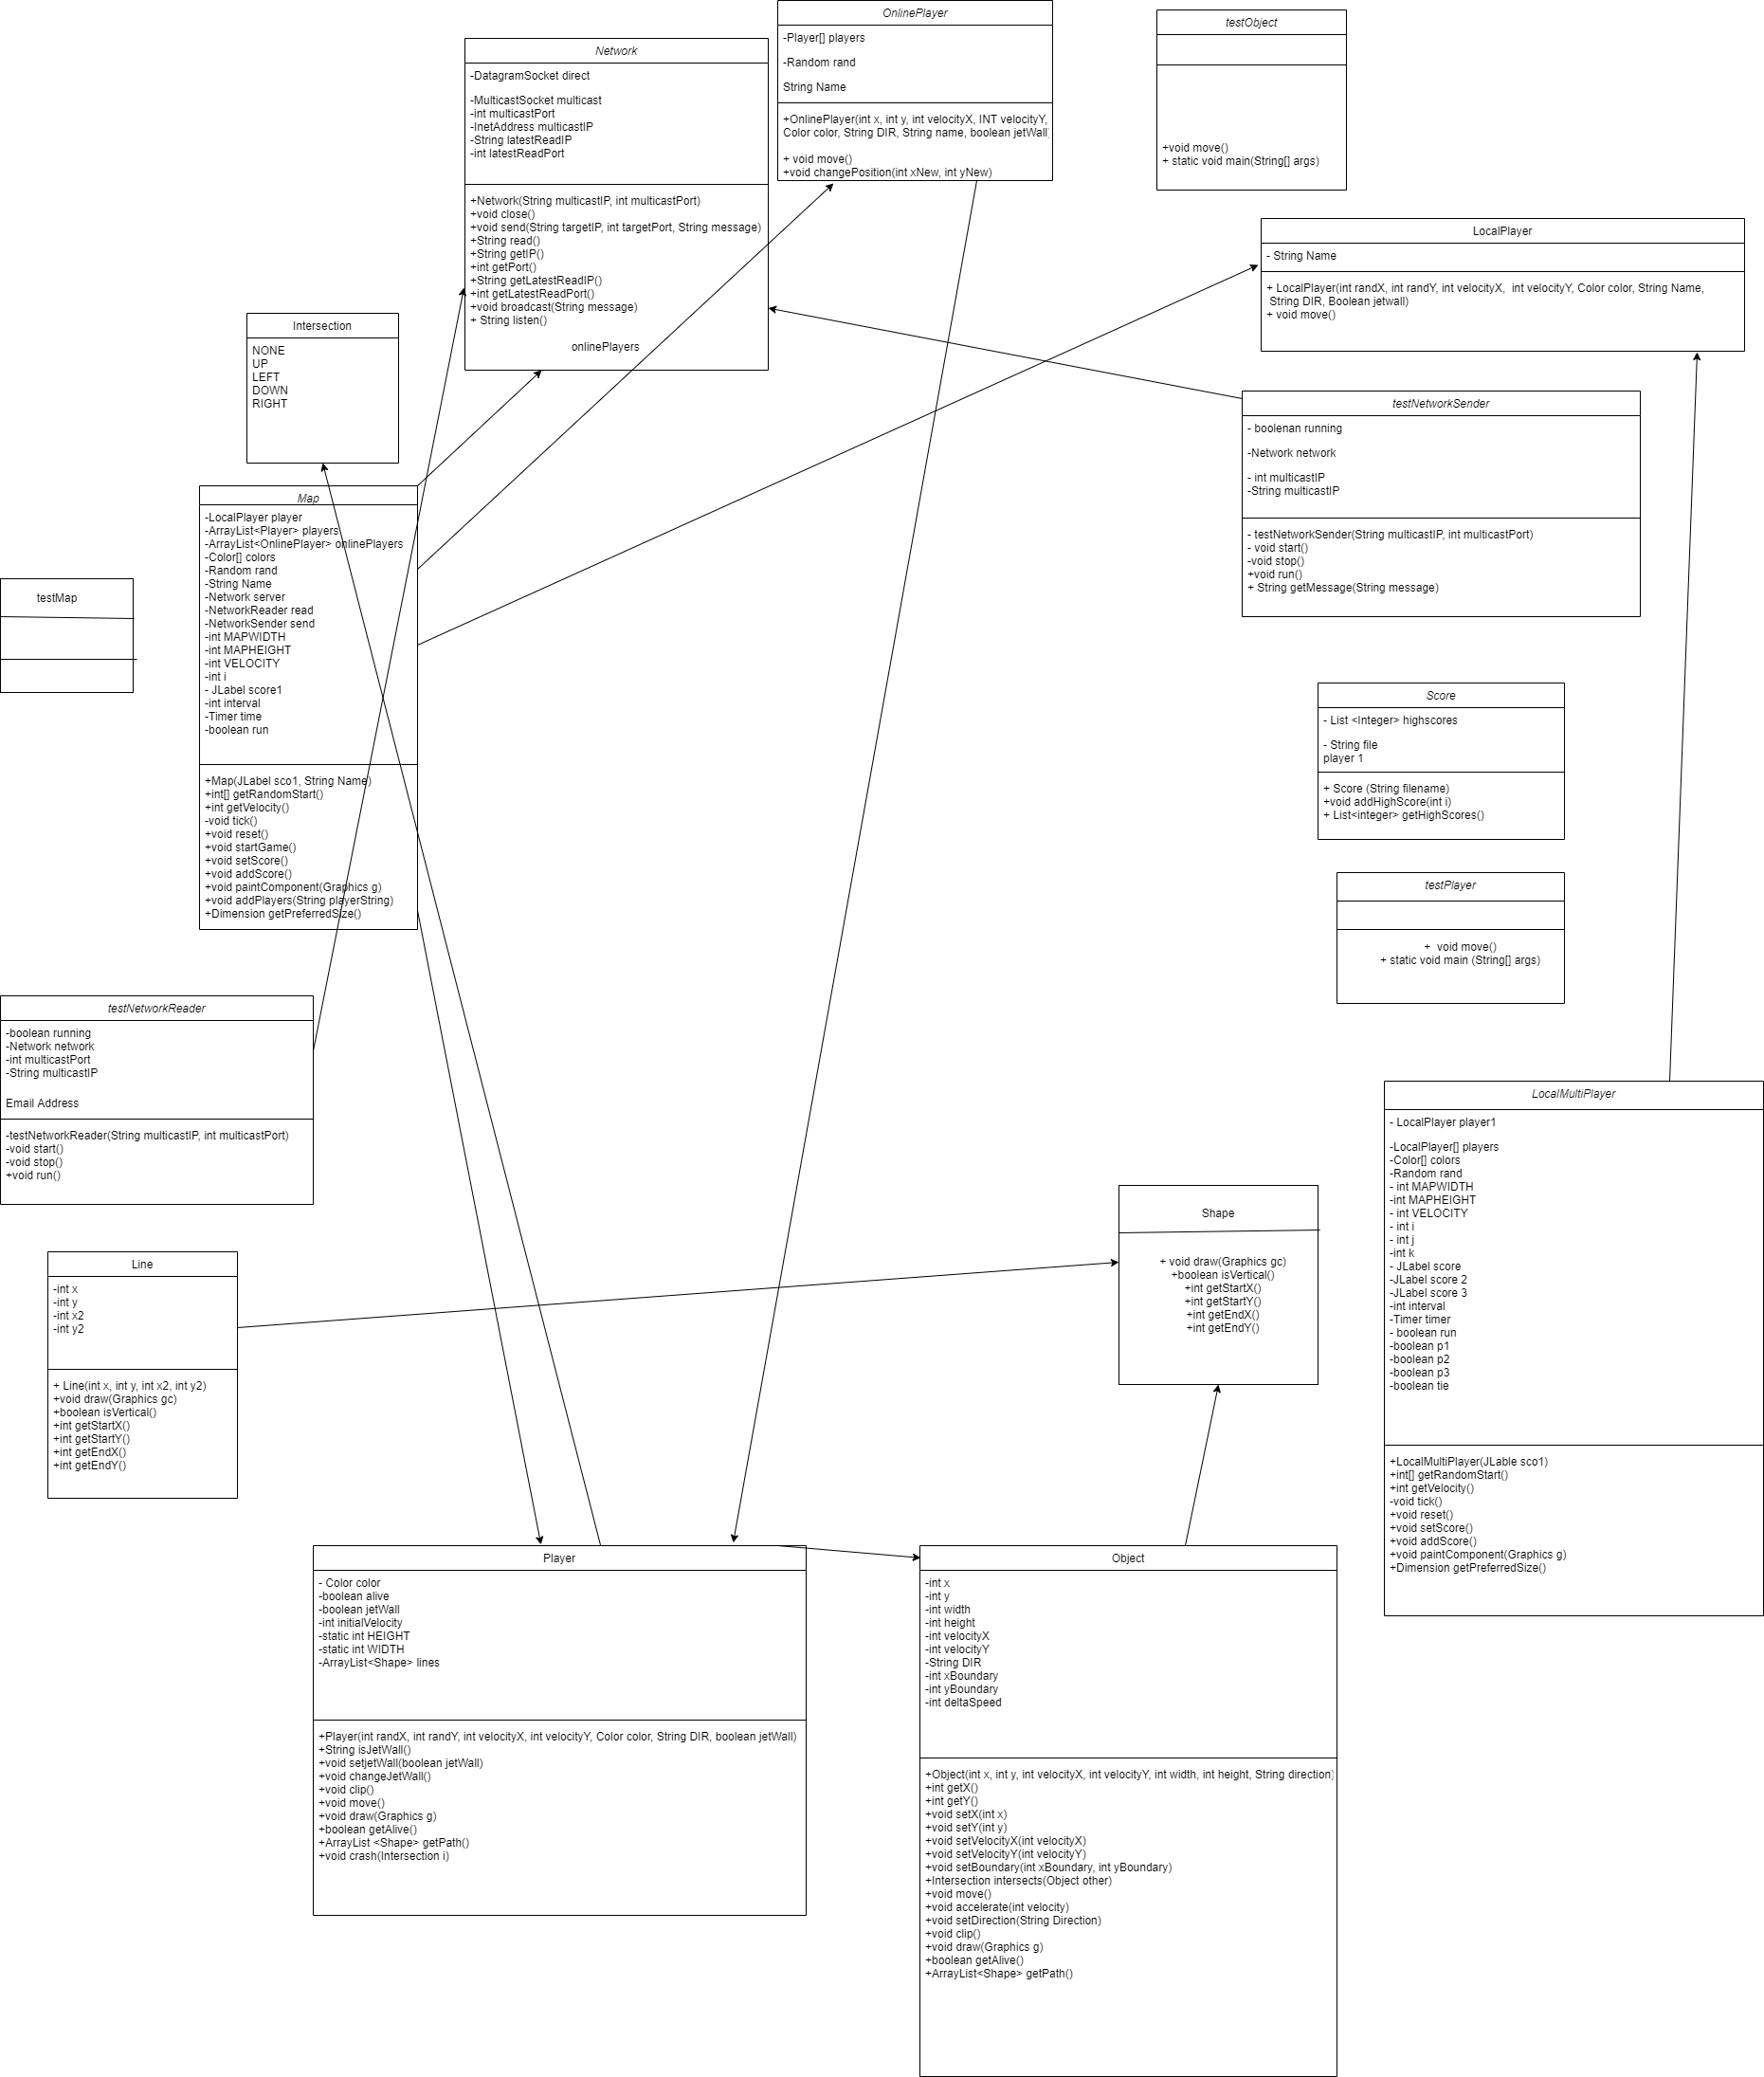 OnlinePlayer
-Player[] players
-Random rand
String Name
+OnlinePlayer(int x, int y, int velocityX, INT velocityY,
Color color, String DIR, String name, boolean jetWall
+ void move()
+void changePosition(int xNew, int yNew)
testObject
+void move()
+ static void main(String[] args)
Network
-DatagramSocket direct
-MulticastSocket multicast
-int multicastPort
-InetAddress multicastIP
-String latestReadIP
-int latestReadPort
+Network(String multicastIP, int multicastPort)
+void close()
+void send(String targetIP, int targetPort, String message)
+String read()
+String getIP()
+int getPort()
+String getLatestReadIP()
+int getLatestReadPort()
+void broadcast(String message)
+ String listen()
onlinePlayers
LocalPlayer
- String Name
+ LocalPlayer(int randX, int randY, int velocityX,  int velocityY, Color color, String Name,
String DIR, Boolean jetwall)
+ void move()
Intersection
NONE
UP
LEFT
DOWN
RIGHT
testNetworkSender
- boolenan running
-Network network
- int multicastIP
-String multicastIP
- testNetworkSender(String multicastIP, int multicastPort)
- void start()
-void stop()
+void run()
+ String getMessage(String message)
Map
-LocalPlayer player
-ArrayList<Player> players
-ArrayList<OnlinePlayer> onlinePlayers
-Color[] colors
-Random rand
-String Name
-Network server
-NetworkReader read
-NetworkSender send
-int MAPWIDTH
-int MAPHEIGHT
-int VELOCITY
-int i
- JLabel score1
-int interval
-Timer time
-boolean run
+Map(JLabel sco1, String Name)
+int[] getRandomStart()
+int getVelocity()
-void tick()
+void reset()
+void startGame()
+void setScore()
+void addScore()
+void paintComponent(Graphics g)
+void addPlayers(String playerString)
+Dimension getPreferredSize()
testMap
Score
- List <Integer> highscores
- String file
player 1
+ Score (String filename)
+void addHighScore(int i)
+ List<integer> getHighScores()
testPlayer
+  void move()
+ static void main (String[] args)
testNetworkReader
-boolean running
-Network network
-int multicastPort
-String multicastIP
Email Address
-testNetworkReader(String multicastIP, int multicastPort)
-void start()
-void stop()
+void run()
LocalMultiPlayer
- LocalPlayer player1
-LocalPlayer[] players
-Color[] colors
-Random rand
- int MAPWIDTH
-int MAPHEIGHT
- int VELOCITY
- int i
- int j
-int k
- JLabel score
-JLabel score 2
-JLabel score 3
-int interval
-Timer timer
- boolean run
-boolean p1
-boolean p2
-boolean p3
-boolean tie
+LocalMultiPlayer(JLable sco1)
+int[] getRandomStart()
+int getVelocity()
-void tick()
+void reset()
+void setScore()
+void addScore()
+void paintComponent(Graphics g)
+Dimension getPreferredSize()
Shape
+ void draw(Graphics gc)
+boolean isVertical()
+int getStartX()
+int getStartY()
+int getEndX()
+int getEndY()
Line
-int x
-int y
-int x2
-int y2
+ Line(int x, int y, int x2, int y2)
+void draw(Graphics gc)
+boolean isVertical()
+int getStartX()
+int getStartY()
+int getEndX()
+int getEndY()
Player
- Color color
-boolean alive
-boolean jetWall
-int initialVelocity
-static int HEIGHT
-static int WIDTH
-ArrayList<Shape> lines
+Player(int randX, int randY, int velocityX, int velocityY, Color color, String DIR, boolean jetWall)
+String isJetWall()
+void setjetWall(boolean jetWall)
+void changeJetWall()
+void clip()
+void move()
+void draw(Graphics g)
+boolean getAlive()
+ArrayList <Shape> getPath()
+void crash(Intersection i)
Object
-int x
-int y
-int width
-int height
-int velocityX
-int velocityY
-String DIR
-int xBoundary
-int yBoundary
-int deltaSpeed
+Object(int x, int y, int velocityX, int velocityY, int width, int height, String direction)
+int getX()
+int getY()
+void setX(int x)
+void setY(int y)
+void setVelocityX(int velocityX)
+void setVelocityY(int velocityY)
+void setBoundary(int xBoundary, int yBoundary)
+Intersection intersects(Object other)
+void move()
+void accelerate(int velocity)
+void setDirection(String Direction)
+void clip()
+void draw(Graphics g)
+boolean getAlive()
+ArrayList<Shape> getPath()